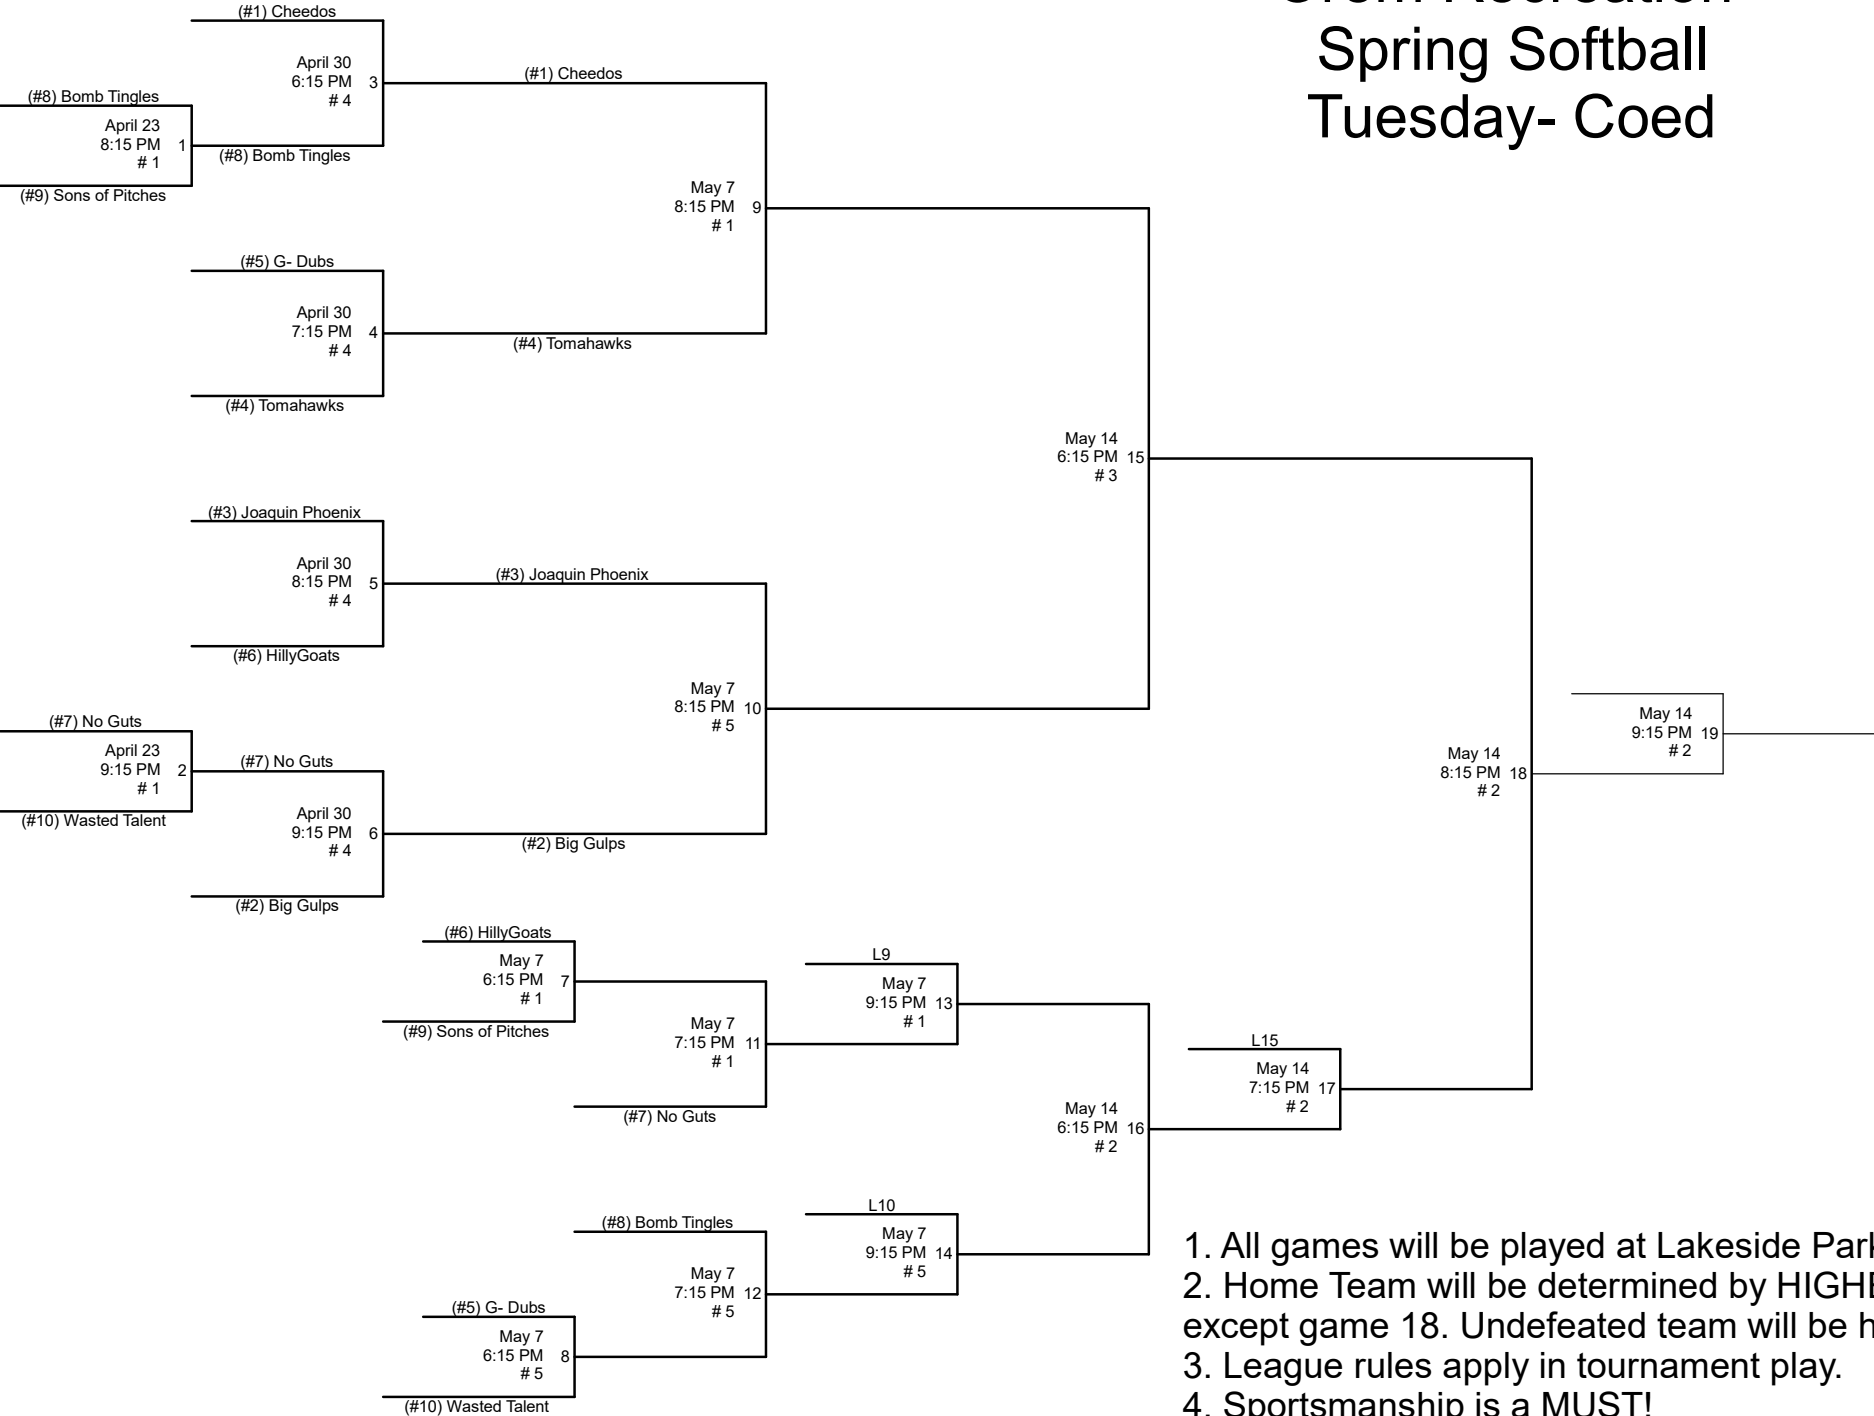 Spring Softball
Tuesday- Coed
(#1) Cheedos
April 30
6:15 PM 3
# 4
(#1) Cheedos
(#8) Bomb Tingles
April 23
8:15 PM 1
# 1
(#8) Bomb Tingles
(#9) Sons of Pitches
May 7
8:15 PM 9
# 1
(#5) G- Dubs
April 30
7:15 PM 4
# 4
(#4) Tomahawks
(#4) Tomahawks
May 14
6:15 PM 15
# 3
(#3) Joaquin Phoenix
April 30
8:15 PM 5
# 4
(#3) Joaquin Phoenix
(#6) HillyGoats
May 7
8:15 PM 10
# 5
(#7) No Guts
April 23
9:15 PM 2
# 1
(#7) No Guts
(#10) Wasted Talent
April 30
9:15 PM 6
# 4
(#2) Big Gulps
(#2) Big Gulps
May 14
9:15 PM 19
# 2
May 14
8:15 PM 18
# 2
(#6) HillyGoats
May 7
6:15 PM 7
# 1
(#9) Sons of Pitches
L9
May 7
9:15 PM 13
# 1
May 7
7:15 PM 11
# 1
(#7) No Guts
L15
May 14
7:15 PM 17
# 2
May 14
6:15 PM 16
# 2
L10
May 7
9:15 PM 14
# 5
(#8) Bomb Tingles
May 7
7:15 PM 12
# 5
(#5) G- Dubs
May 7
6:15 PM 8
# 5
(#10) Wasted Talent
1. All games will be played at Lakeside Park
2. Home Team will be determined by
except game 18. Undefeated team will be
3. League rules apply in tournament play.
4. Sportsmanship is a MUST!